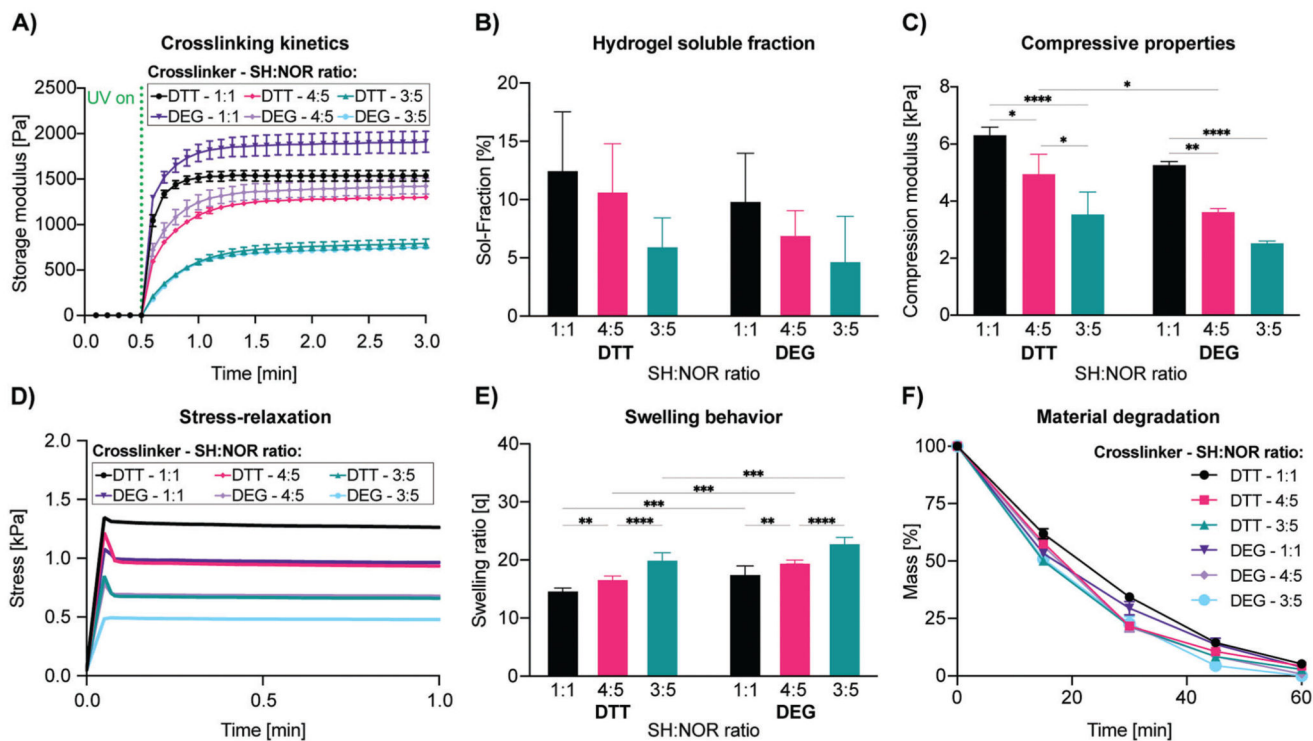 A)
Crosslinking kinetics
Crosslinker - SH:NOR ratio:
DTT - 1:1 DTT - 4:5 DTT - 3:5
DEG - 1:1 DEG - 4:5 DEG - 3:5
UV on
Storage modulus [Pa]
2500
2000
1500
1000
500
0
0.0 0.5 1.0 1.5 2.0 2.5 3.0
Time [min]
B)
Hydrogel soluble fraction
Sol-Fraction [%]
20
15
10
5
0
1:1 4:5 3:5 1:1 4:5 3:5
DTT DEG
SH:NOR ratio
C)
Compressive properties
Compression modulus [kPa]
8
6
4
2
0
*
**** ****
* **
*
1:1 4:5 3:5 1:1 4:5 3:5
DTT DEG
SH:NOR ratio
D)
Stress-relaxation
Crosslinker - SH:NOR ratio:
DTT - 1:1 DTT - 4:5 DTT - 3:5
DEG - 1:1 DEG - 4:5 DEG - 3:5
Stress [kPa]
2.0
1.5
1.0
0.5
0.0
0.0 0.5 1.0
Time [min]
E)
Swelling behavior
Swelling ratio [q]
40
30
20
10
0
***
***
***
** **** ** ****
1:1 4:5 3:5 1:1 4:5 3:5
DTT DEG
SH:NOR ratio
F)
Material degradation
Crosslinker - SH:NOR ratio:
DTT - 1:1
DTT - 4:5
DTT - 3:5
DEG - 1:1
DEG - 4:5
DEG - 3:5
Mass [%]
100
75
50
25
0
0 20 40 60
Time [min]